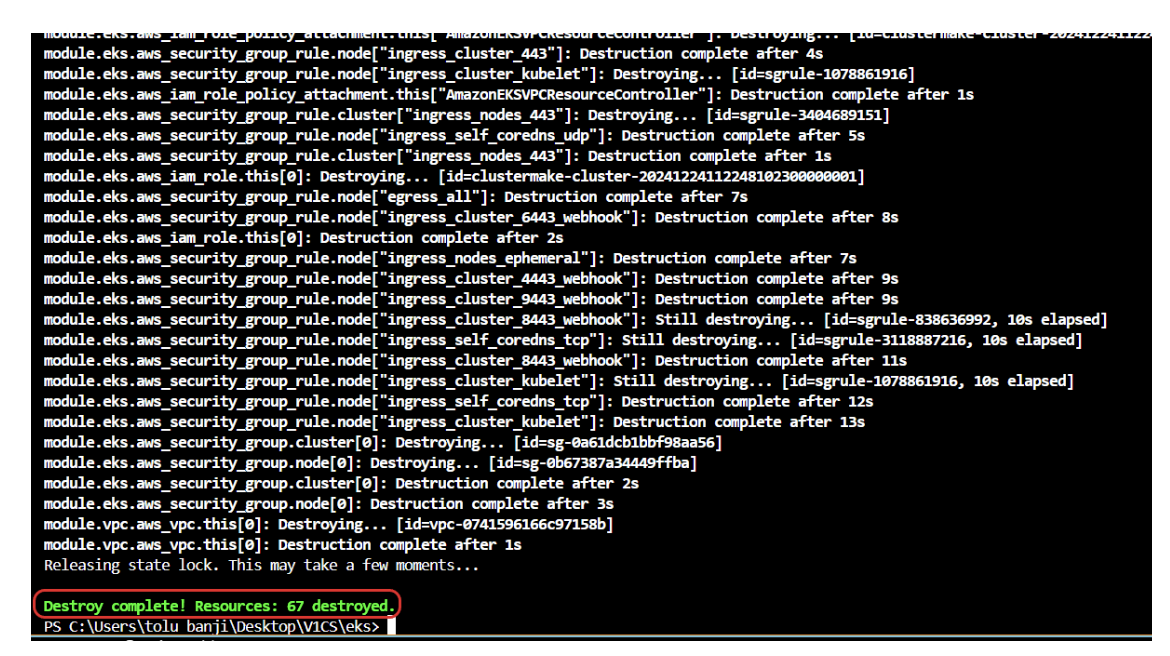 module.eks.aws_iam_role_policy_attachment.this["AmazonEKSVPCResourceController"]: Destroying... [id=clustermake-cluster-20241224112
module.eks.aws_security_group_rule.node["ingress_cluster_443"]: Destruction complete after 4s
module.eks.aws_security_group_rule.node["ingress_cluster_kubelet"]: Destroying... [id=sgrule-1078861916]
module.eks.aws_iam_role_policy_attachment.this["AmazonEKSVPCResourceController"]: Destruction complete after 1s
module.eks.aws_security_group_rule.cluster["ingress_nodes_443"]: Destroying... [id=sgrule-3404689151]
module.eks.aws_security_group_rule.node["ingress_self_coredns_udp"]: Destruction complete after 5s
module.eks.aws_security_group_rule.cluster["ingress_nodes_443"]: Destruction complete after 1s
module.eks.aws_iam_role.this[0]: Destroying... [id=clustermake-cluster-20241224112248102300000001]
module.eks.aws_security_group_rule.node["egress_all"]: Destruction complete after 7s
module.eks.aws_security_group_rule.node["ingress_cluster_6443_webhook"]: Destruction complete after 8s
module.eks.aws_iam_role.this[0]: Destruction complete after 2s
module.eks.aws_security_group_rule.node["ingress_nodes_ephemeral"]: Destruction complete after 7s
module.eks.aws_security_group_rule.node["ingress_cluster_4443_webhook"]: Destruction complete after 9s
module.eks.aws_security_group_rule.node["ingress_cluster_9443_webhook"]: Destruction complete after 9s
module.eks.aws_security_group_rule.node["ingress_cluster_8443_webhook"]: Still destroying... [id=sgrule-838636992, 10s elapsed]
module.eks.aws_security_group_rule.node["ingress_self_coredns_tcp"]: Still destroying... [id=sgrule-3118887216, 10s elapsed]
module.eks.aws_security_group_rule.node["ingress_cluster_8443_webhook"]: Destruction complete after 11s
module.eks.aws_security_group_rule.node["ingress_cluster_kubelet"]: Still destroying... [id=sgrule-1078861916, 10s elapsed]
module.eks.aws_security_group_rule.node["ingress_self_coredns_tcp"]: Destruction complete after 12s
module.eks.aws_security_group_rule.node["ingress_cluster_kubelet"]: Destruction complete after 13s
module.eks.aws_security_group.cluster[0]: Destroying... [id=sg-0a61dcb1bbf98aa56]
module.eks.aws_security_group.node[0]: Destroying... [id=sg-0b67387a34449ffba]
module.eks.aws_security_group.cluster[0]: Destruction complete after 2s
module.eks.aws_security_group.node[0]: Destruction complete after 3s
module.vpc.aws_vpc.this[0]: Destroying... [id=vpc-0741596166c97158b]
module.vpc.aws_vpc.this[0]: Destruction complete after 1s
Releasing state lock. This may take a few moments...
Destroy complete! Resources: 67 destroyed.
PS C:\Users\tolu banji\Desktop\V1CS\eks>